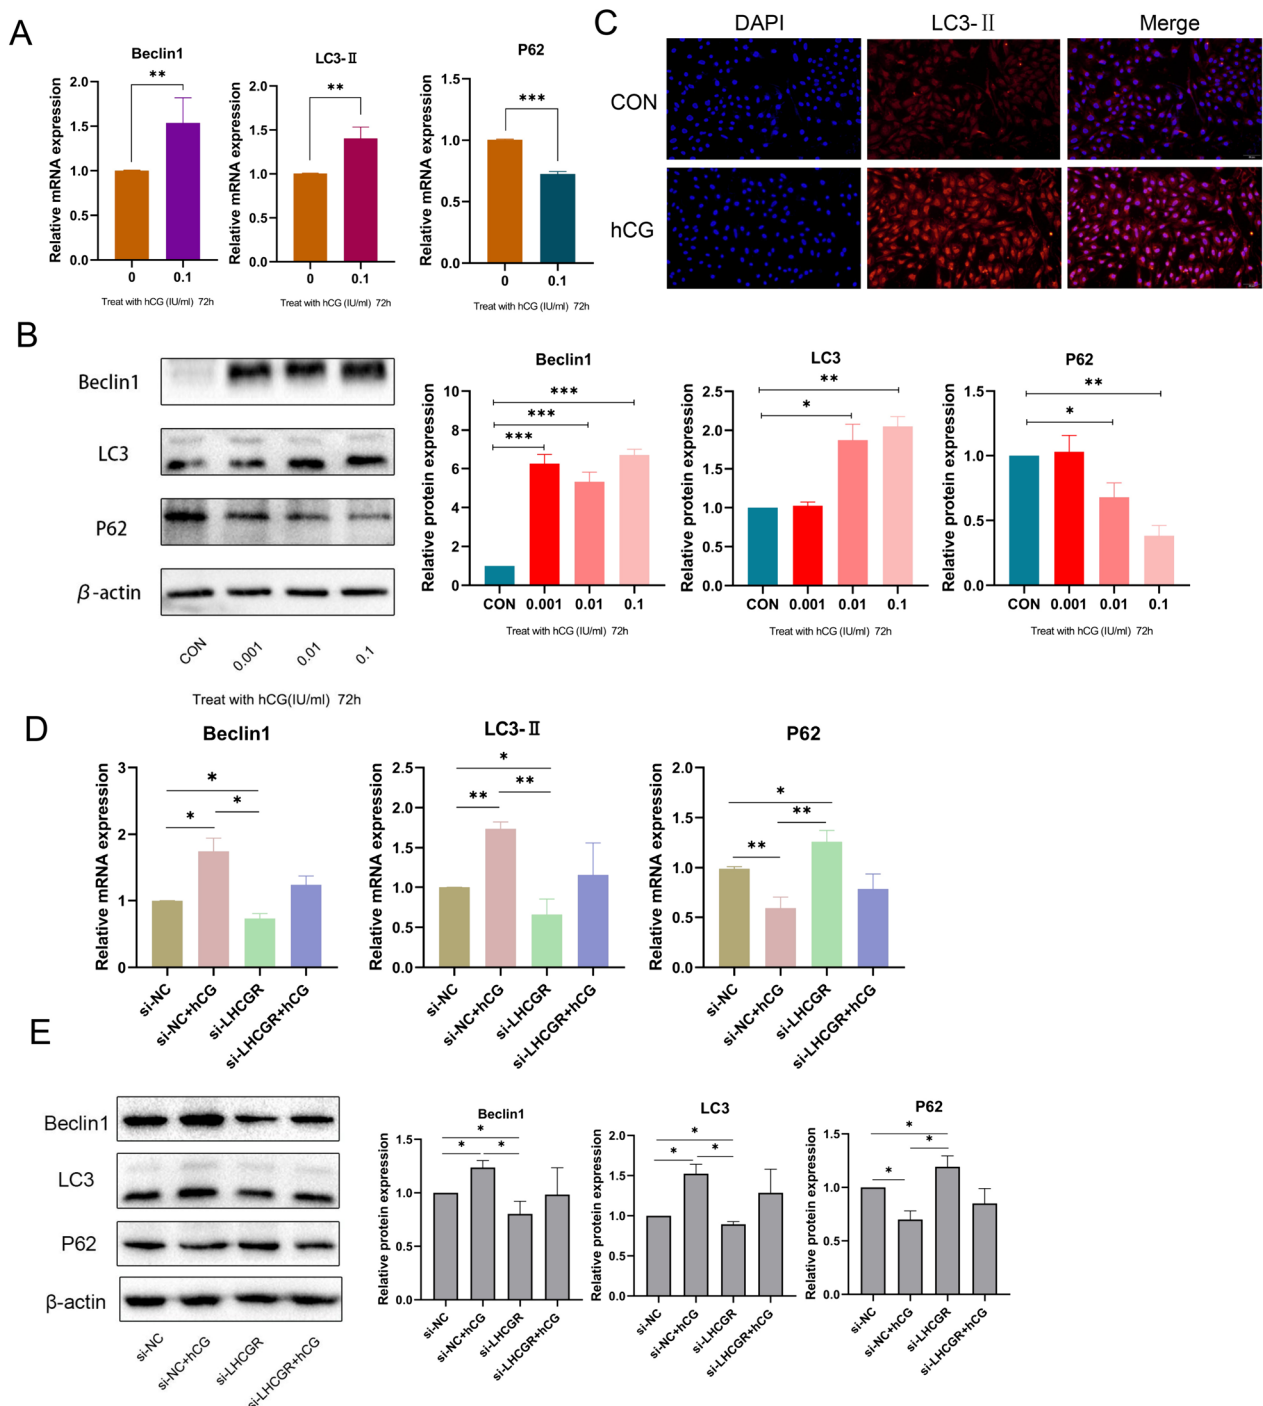 A
Beclin1
Relative mRNA expression
2.0
1.5
1.0
0.5
0.0
**
0
0.1
Treat with hCG (IU/ml) 72h
LC3-Ⅱ
Relative mRNA expression
2.0
1.5
1.0
0.5
0.0
**
0
0.1
Treat with hCG (IU/ml) 72h
P62
Relative mRNA expression
1.5
1.0
0.5
0.0
***
0
0.1
Treat with hCG (IU/ml) 72h
C
DAPI
LC3-Ⅱ
Merge
CON
hCG
B
Beclin1
LC3
P62
β-actin
CON
0.001
0.01
0.1
Treat with hCG(IU/ml) 72h
Beclin1
Relative protein expression
10
8
6
4
2
0
***
***
***
CON
0.001
0.01
0.1
Treat with hCG (IU/ml) 72h
LC3
Relative protein expression
2.5
2.0
1.5
1.0
0.5
0.0
**
*
CON
0.001
0.01
0.1
Treat with hCG (IU/ml) 72h
P62
Relative protein expression
1.5
1.0
0.5
0.0
**
*
CON
0.001
0.01
0.1
Treat with hCG (IU/ml) 72h
D
Beclin1
Relative mRNA expression
3
2
1
0
*
*
*
si-NC
si-NC+hCG
si-LHCGR
si-LHCGR+hCG
LC3-Ⅱ
Relative mRNA expression
2.5
2.0
1.5
1.0
0.5
0.0
*
**
**
si-NC
si-NC+hCG
si-LHCGR
si-LHCGR+hCG
P62
Relative mRNA expression
2.0
1.5
1.0
0.5
0.0
*
**
**
si-NC
si-NC+hCG
si-LHCGR
si-LHCGR+hCG
E
Beclin1
LC3
P62
β-actin
si-NC
si-NC+hCG
si-LHCGR
si-LHCGR+hCG
Beclin1
Relative protein expression
1.5
1.0
0.5
0.0
*
*
*
si-NC
si-NC+hCG
si-LHCGR
si-LHCGR+hCG
LC3
Relative protein expression
2.0
1.5
1.0
0.5
0.0
*
*
*
si-NC
si-NC+hCG
si-LHCGR
si-LHCGR+hCG
P62
Relative protein expression
1.5
1.0
0.5
0.0
*
*
*
si-NC
si-NC+hCG
si-LHCGR
si-LHCGR+hCG